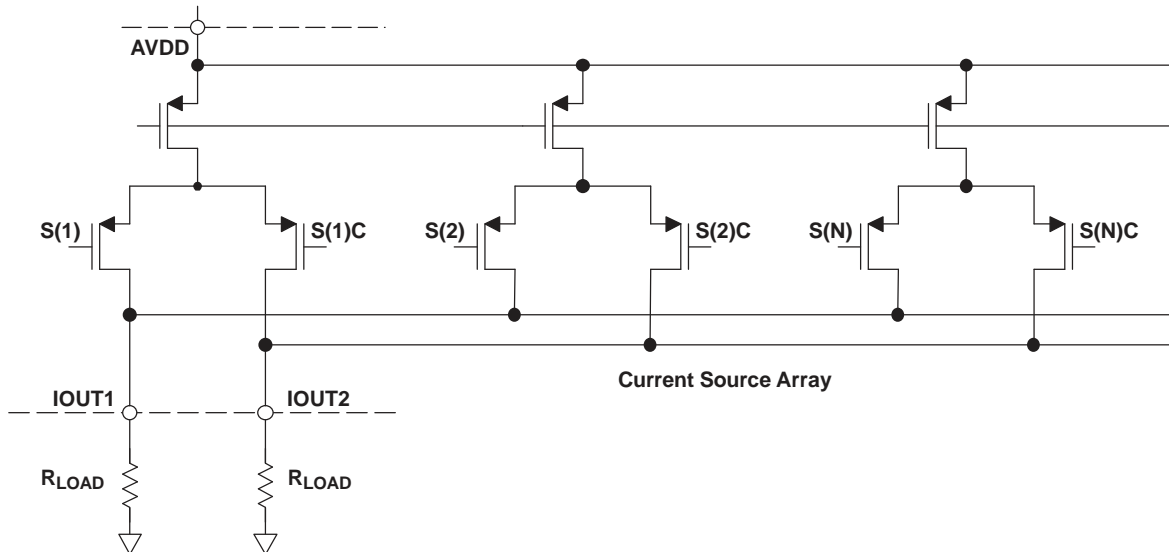 AVDD
S(1)
S(1)C
S(2)
S(2)C
S(N)
S(N)C
Current Source Array
IOUT1
IOUT2
RLOAD
RLOAD